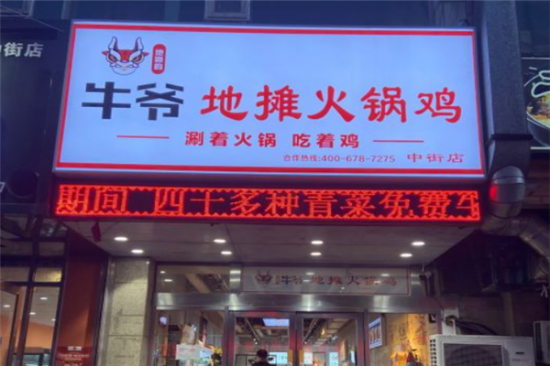 中街店
牛爷 地摊火锅鸡
涮着火锅 吃着鸡
合作热线:400-678-7275 中街店
期间 四十多种青菜免费
牛爷 地摊火锅鸡